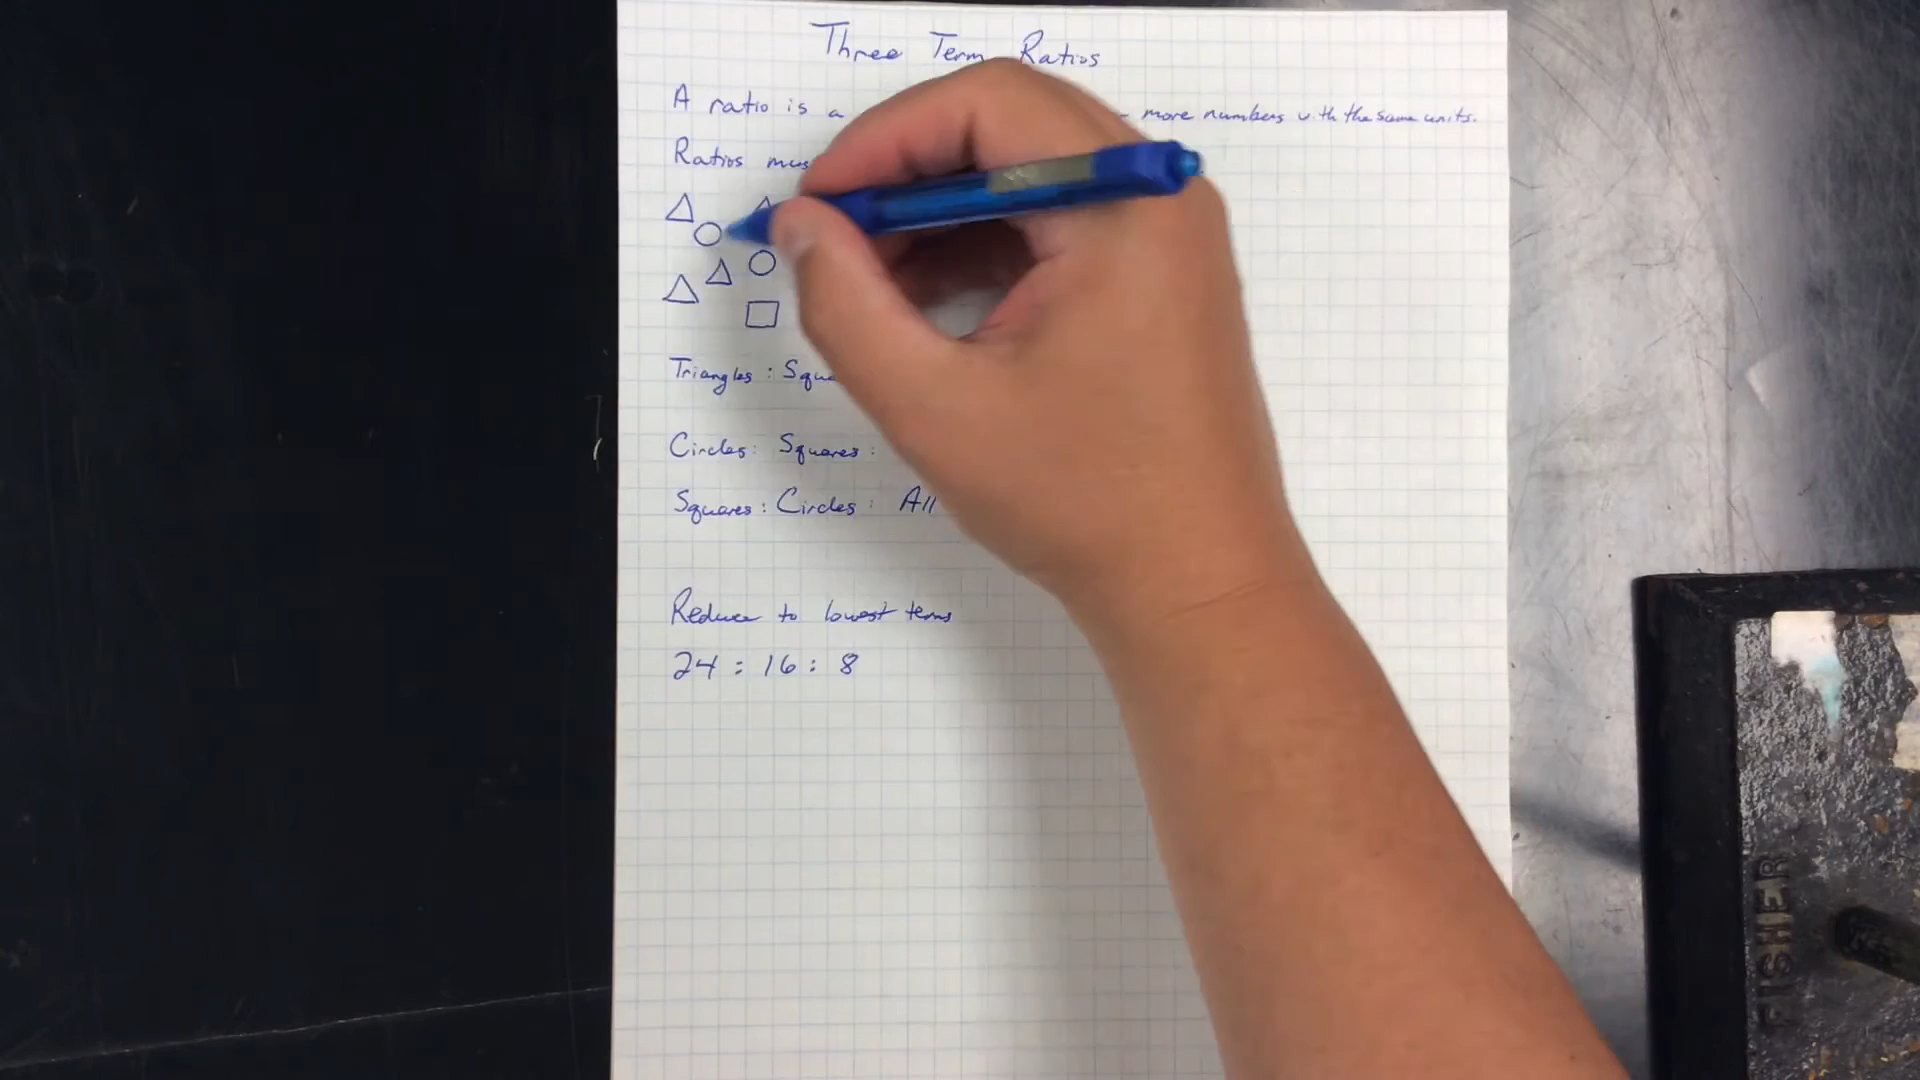 Three Term Ratios
A ratio is a more numbers with the same units.
Ratios mus
Triangles : Squa
Circles : Squares :
Squares : Circles : All
Reduce to lowest terms
24 : 16 : 8
FISHER